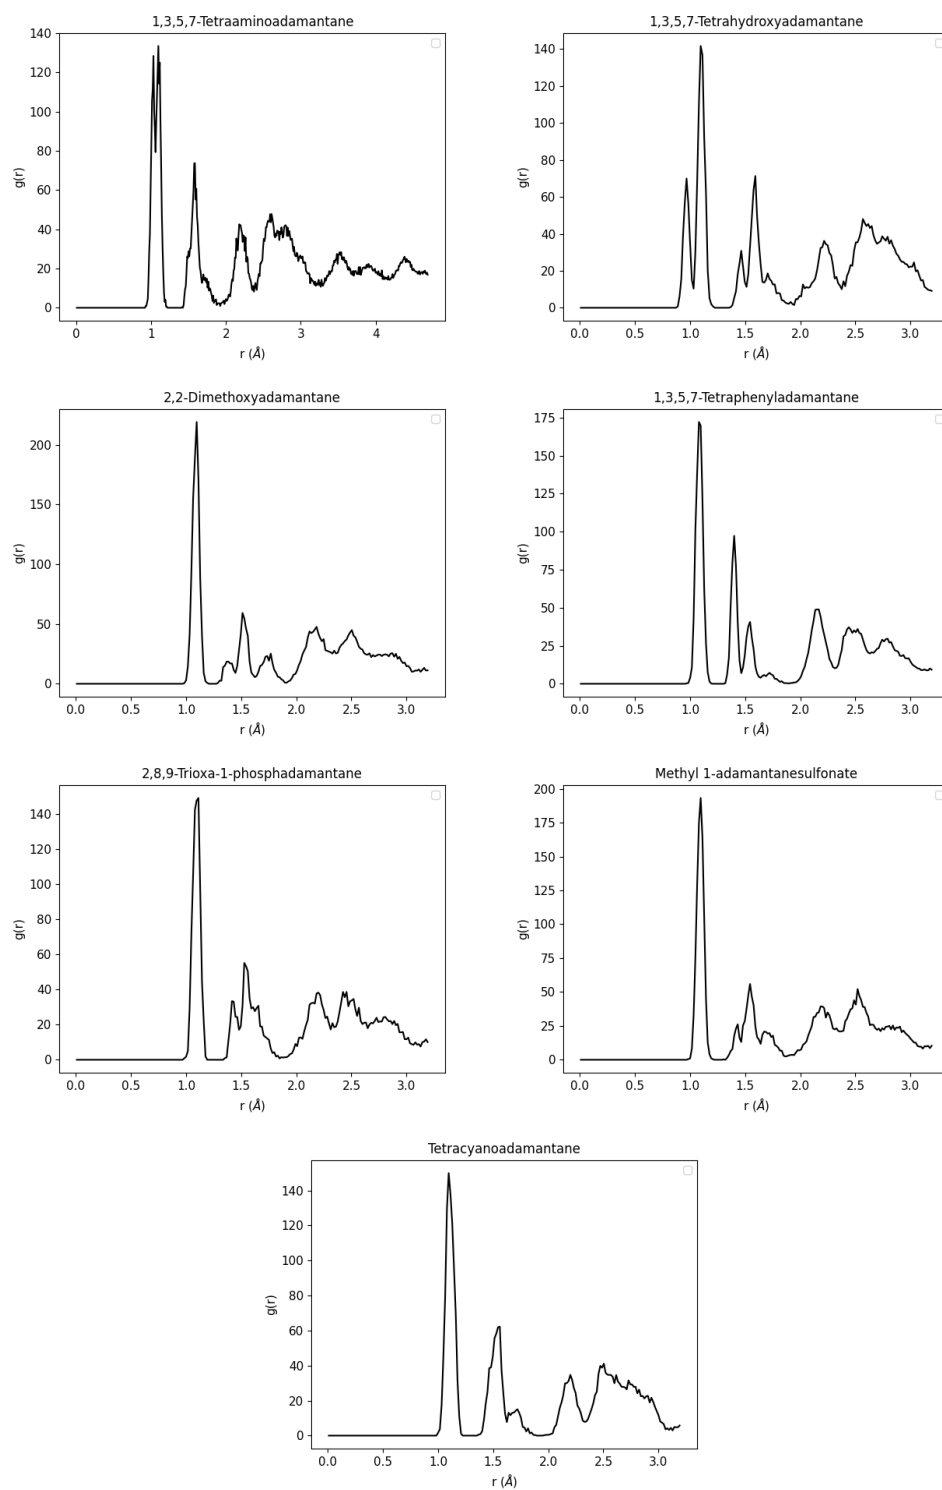 1,3,5,7-Tetraaminoadamantane
140
120
100
80
60
40
20
0
g(r)
0 1 2 3 4
r (Å)
1,3,5,7-Tetrahydroxyadamantane
140
120
100
80
60
40
20
0
g(r)
0.0 0.5 1.0 1.5 2.0 2.5 3.0
r (Å)
2,2-Dimethoxyadamantane
200
150
100
50
0
g(r)
0.0 0.5 1.0 1.5 2.0 2.5 3.0
r (Å)
1,3,5,7-Tetraphenyladamantane
175
150
125
100
75
50
25
0
g(r)
0.0 0.5 1.0 1.5 2.0 2.5 3.0
r (Å)
2,8,9-Trioxa-1-phosphadamantane
140
120
100
80
60
40
20
0
g(r)
0.0 0.5 1.0 1.5 2.0 2.5 3.0
r (Å)
Methyl 1-adamantanesulfonate
200
175
150
125
100
75
50
25
0
g(r)
0.0 0.5 1.0 1.5 2.0 2.5 3.0
r (Å)
Tetracyanoadamantane
140
120
100
80
60
40
20
0
g(r)
0.0 0.5 1.0 1.5 2.0 2.5 3.0
r (Å)